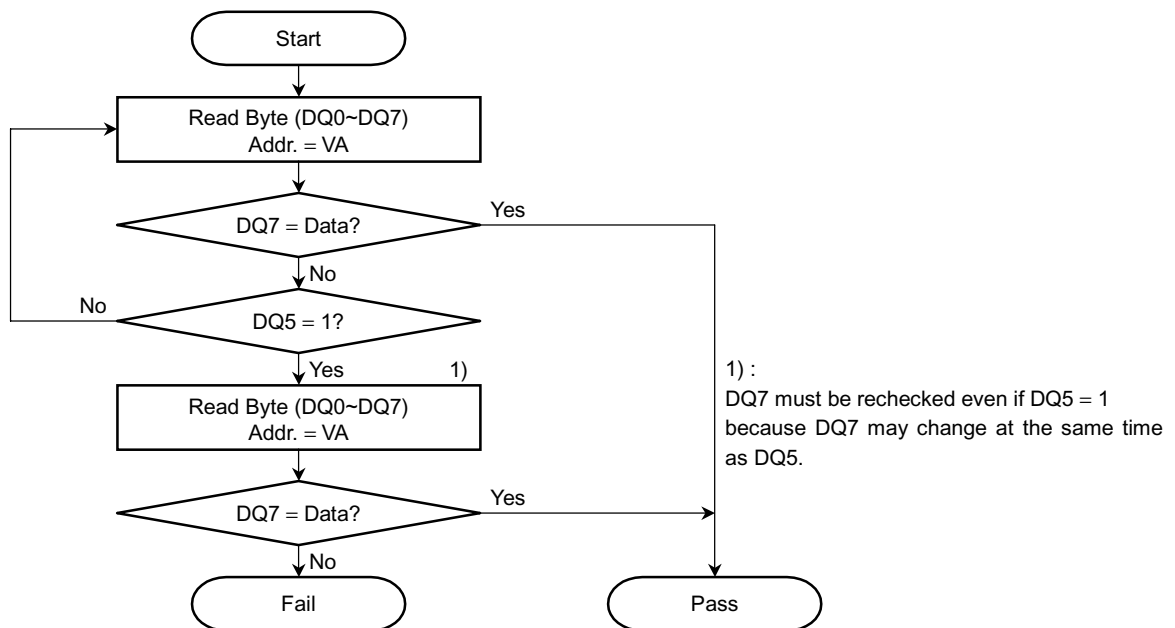 Start
Read Byte (DQ0~DQ7)
Addr. = VA
DQ7 = Data?
Yes
No
No
DQ5 = 1?
Yes
1)
Read Byte (DQ0~DQ7)
Addr. = VA
1) :
DQ7 must be rechecked even if DQ5 = 1
because DQ7 may change at the same time
as DQ5.
DQ7 = Data?
Yes
No
Fail
Pass